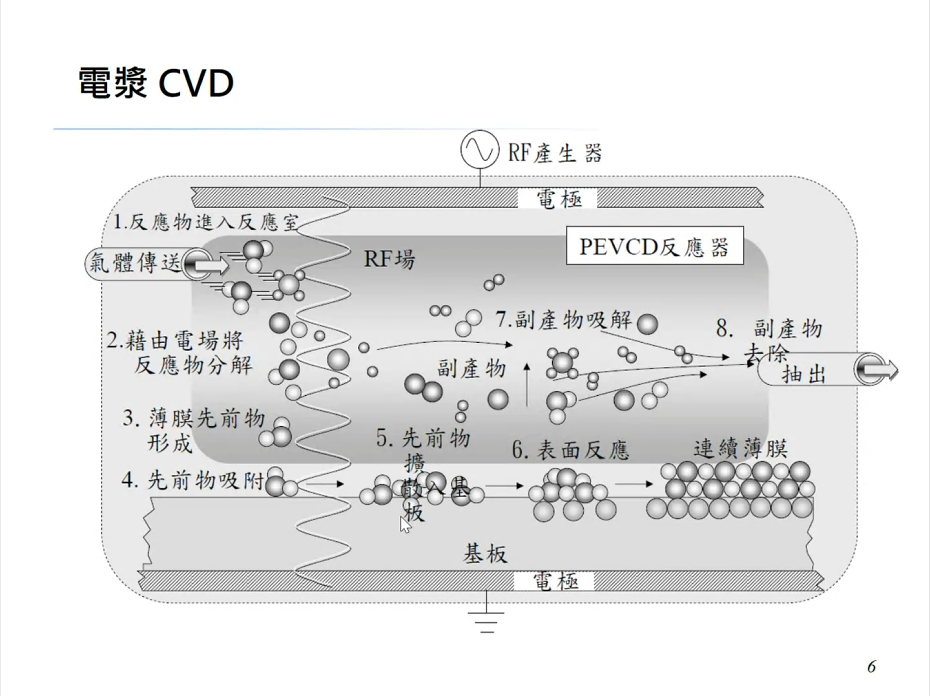 電漿 CVD
RF產生器
電極
1.反應物進入反應室
PEVCD反應器
氣體傳送
RF場
2.藉由電場將
反應物分解
7.副產物吸解
8. 副產物
去除
抽出
副產物
3. 薄膜先前物
形成
4. 先前物吸附
5. 先前物
擴
散入基
板
6. 表面反應
連續薄膜
基板
電極
6